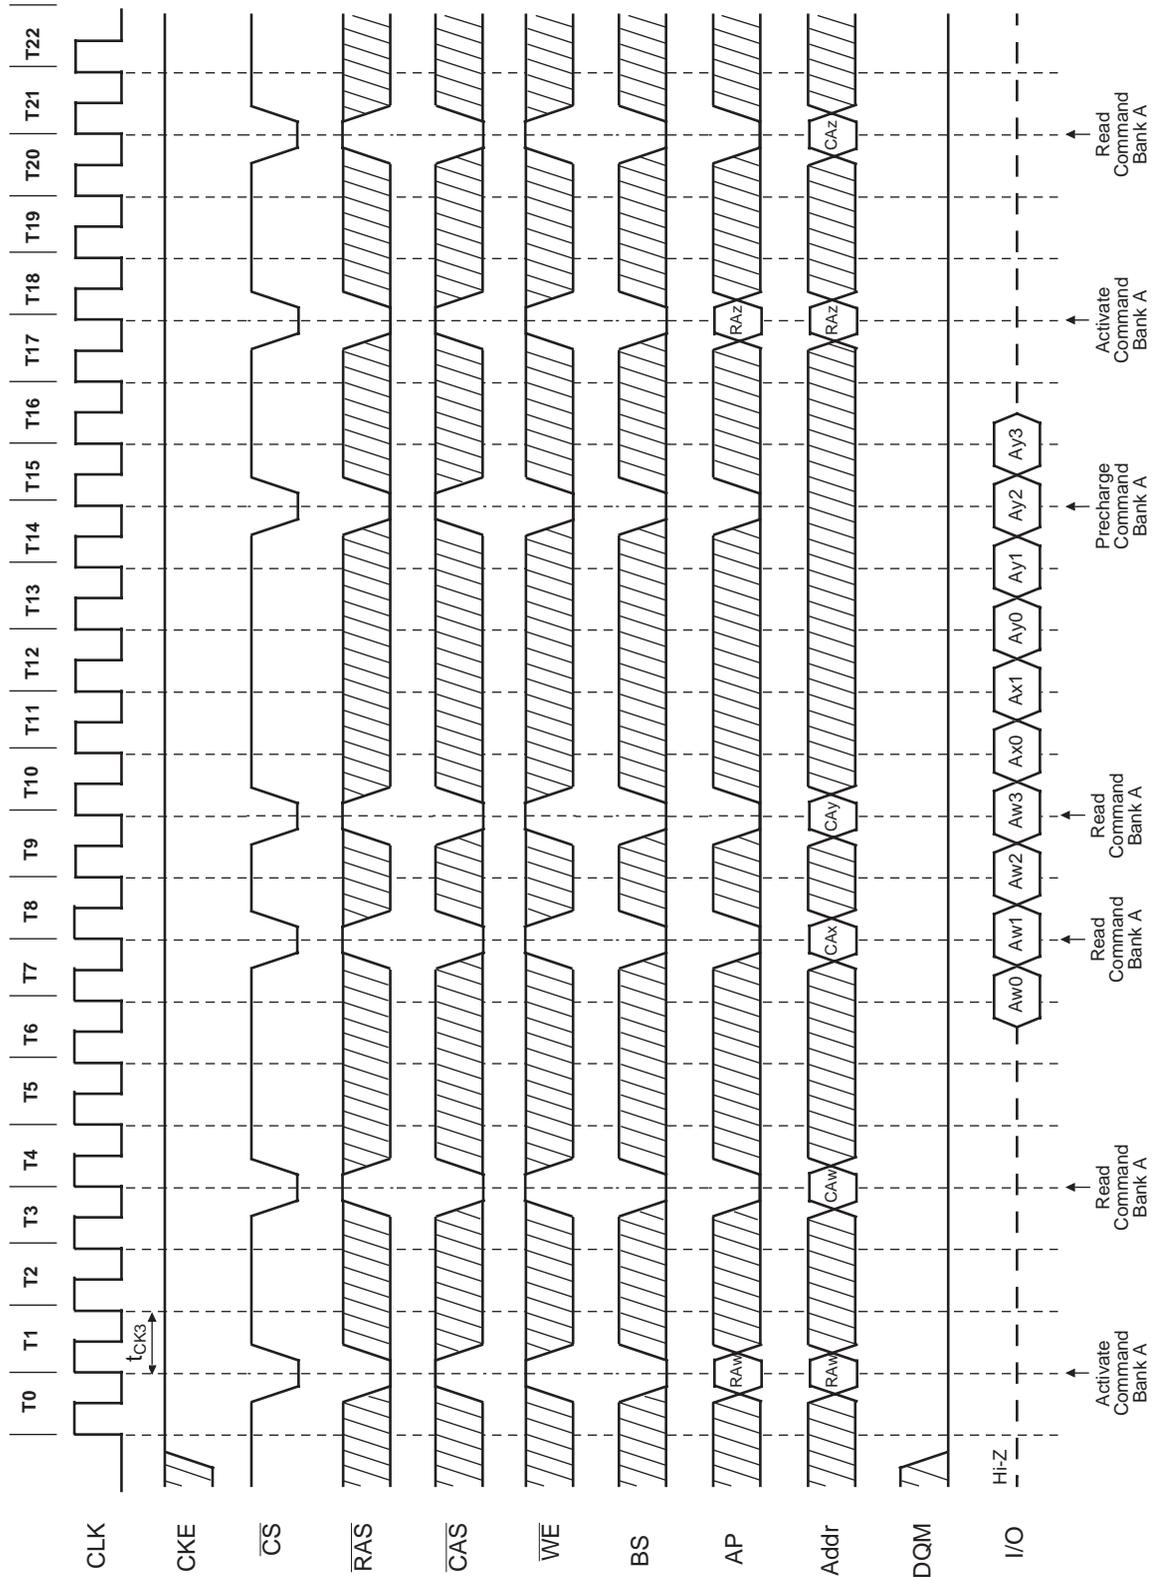 T0 T1 T2 T3 T4 T5 T6 T7 T8 T9 T10 T11 T12 T13 T14 T15 T16 T17 T18 T19 T20 T21 T22
CLK
tCK3
CKE
CS
RAS
CAS
WE
BS
AP RAw RAz
Addr RAw CAw CAx CAy RAz CAz
DQM
I/O Hi-Z Aw0 Aw1 Aw2 Aw3 Ax0 Ax1 Ay0 Ay1 Ay2 Ay3
Activate
Command
Bank A
Read
Command
Bank A
Read
Command
Bank A
Read
Command
Bank A
Precharge
Command
Bank A
Activate
Command
Bank A
Read
Command
Bank A